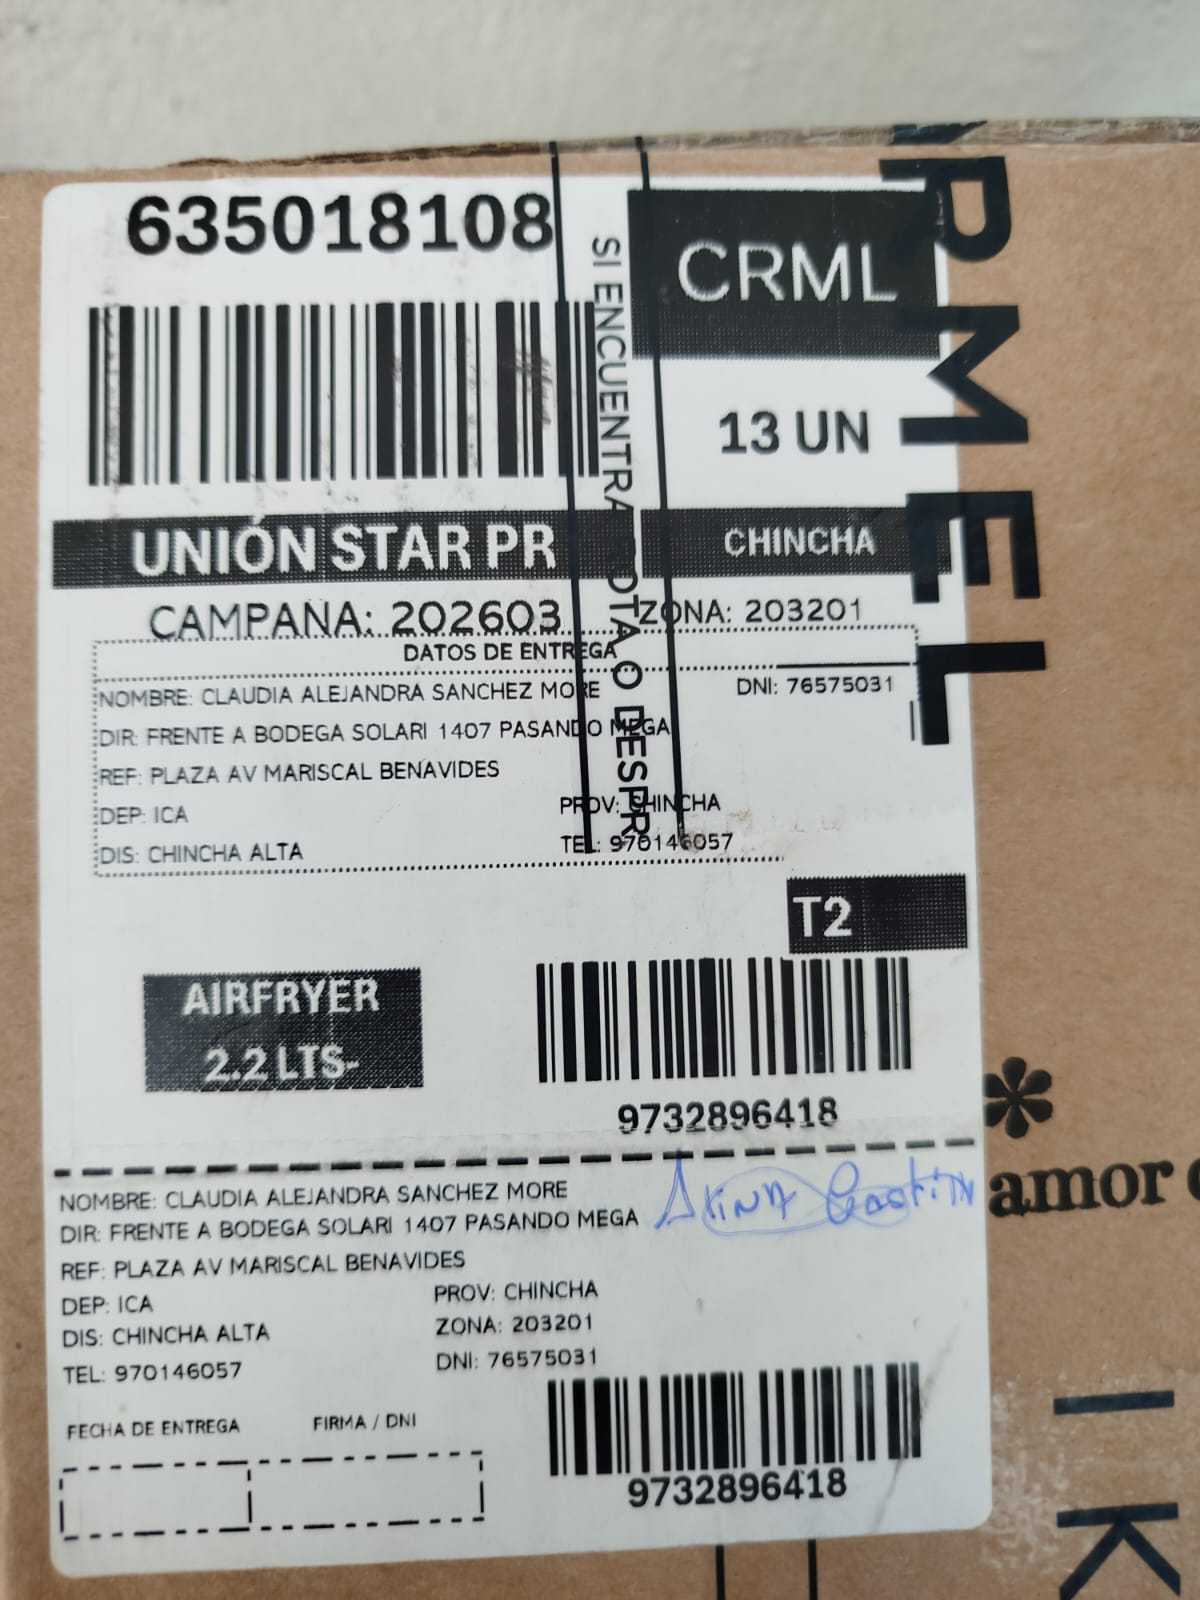 635018108
CRML
13 UN
SI ENCUENTRA OTA O DESPR
RMEL
UNIÓN STAR PR
CHINCHA
CAMPANA: 202603
ZONA: 203201
DATOS DE ENTREGA
NOMBRE: CLAUDIA ALEJANDRA SANCHEZ MORE
DNI: 76575031
DIR: FRENTE A BODEGA SOLARI 1407 PASANDO MEGA
REF: PLAZA AV MARISCAL BENAVIDES
DEP: ICA
PROV: CHINCHA
DIS: CHINCHA ALTA
TEL: 970146057
T2
AIRFRYER
2.2 LTS-
9732896418
*
amor
NOMBRE: CLAUDIA ALEJANDRA SANCHEZ MORE
DIR: FRENTE A BODEGA SOLARI 1407 PASANDO MEGA
REF: PLAZA AV MARISCAL BENAVIDES
DEP: ICA
PROV: CHINCHA
DIS: CHINCHA ALTA
ZONA: 203201
TEL: 970146057
DNI: 76575031
FECHA DE ENTREGA
FIRMA / DNI
9732896418
IK